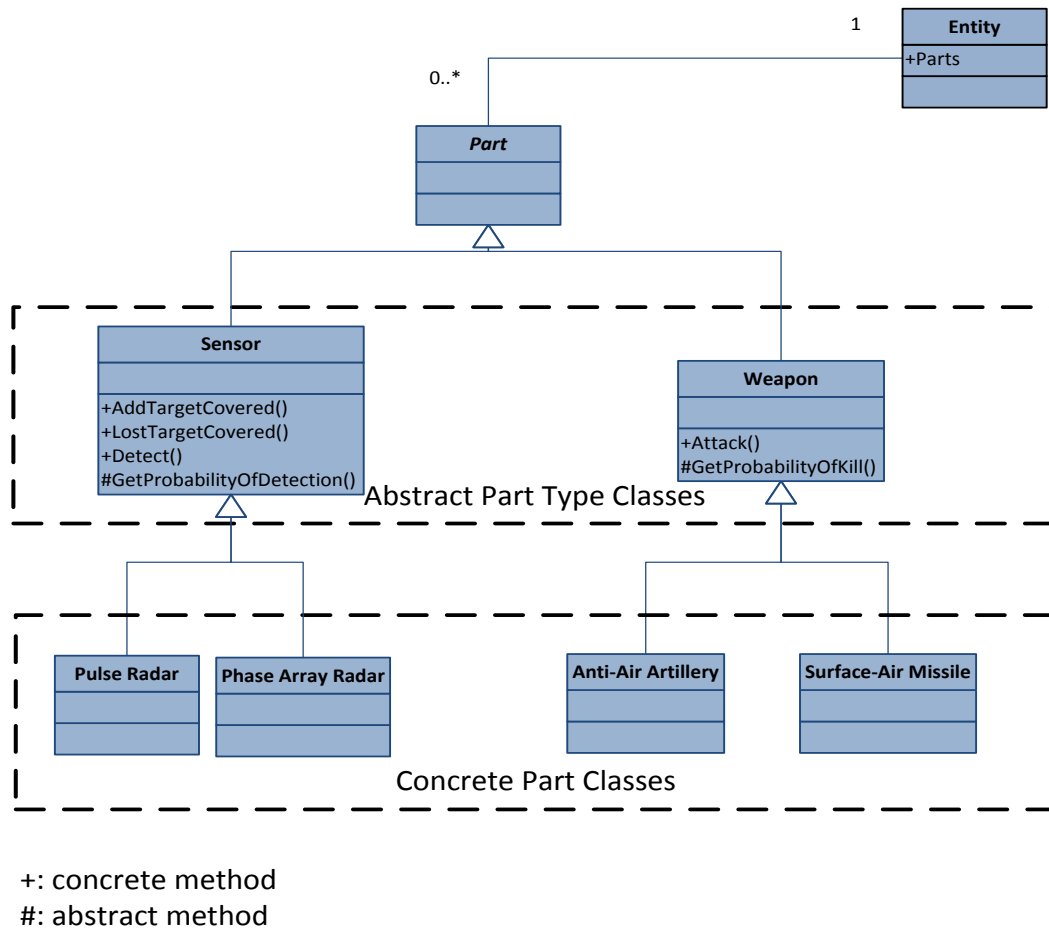 1
Entity
+Parts
0..*
Part
Sensor
+AddTargetCovered()
+LostTargetCovered()
+Detect()
#GetProbabilityOfDetection()
Weapon
+Attack()
#GetProbabilityOfKill()
Abstract Part Type Classes
Pulse Radar
Phase Array Radar
Anti-Air Artillery
Surface-Air Missile
Concrete Part Classes
+: concrete method
#: abstract method